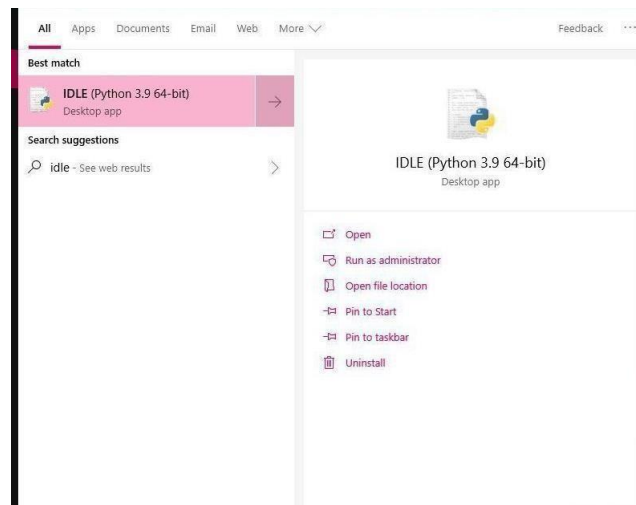 All Apps Documents Email Web More Feedback ...
Best match
IDLE (Python 3.9 64-bit)
Desktop app
Search suggestions
idle - See web results
IDLE (Python 3.9 64-bit)
Desktop app
Open
Run as administrator
Open file location
Pin to Start
Pin to taskbar
Uninstall